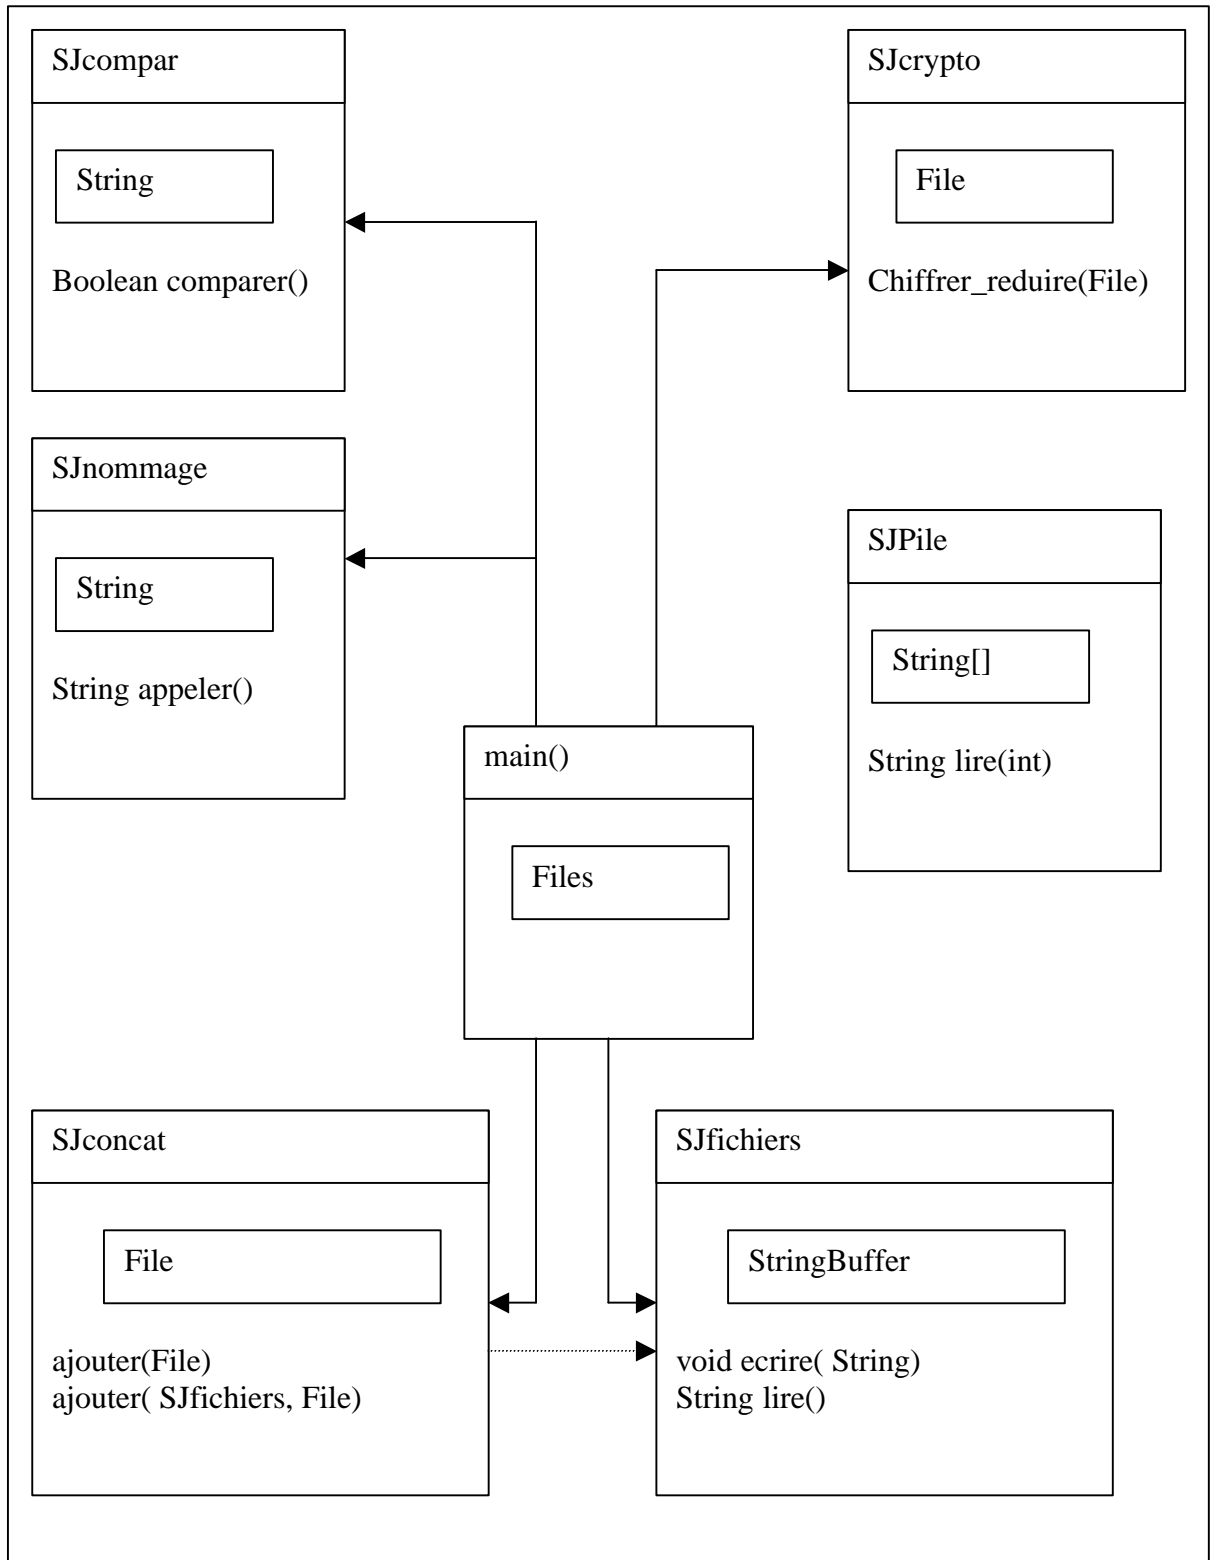 SJcompar
String
Boolean comparer()
SJcrypto
File
Chiffrer_reduire(File)
SJnommage
String
String appeler()
SJPile
String[]
String lire(int)
main()
Files
SJconcat
File
ajouter(File)
ajouter( SJfichiers, File)
SJfichiers
StringBuffer
void ecrire( String)
String lire()